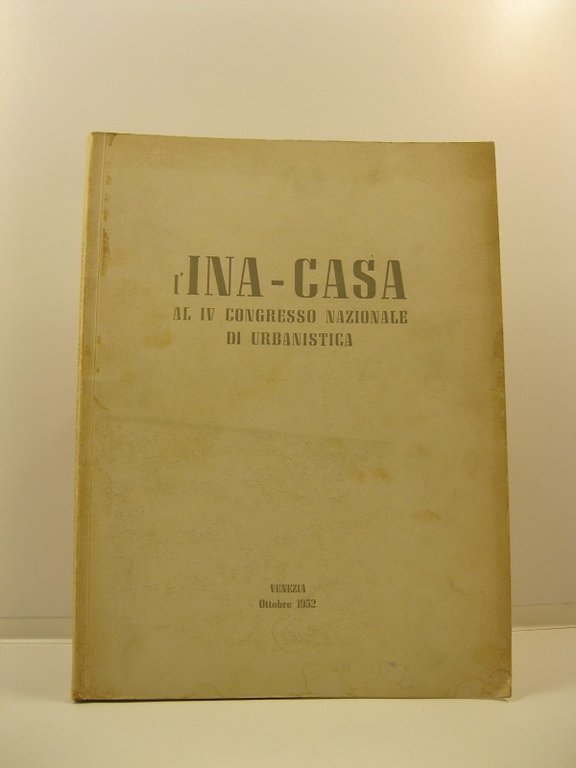 l'INA - CASA
AL IV CONGRESSO NAZIONALE
DI URBANISTICA
VENEZIA
Ottobre 1952